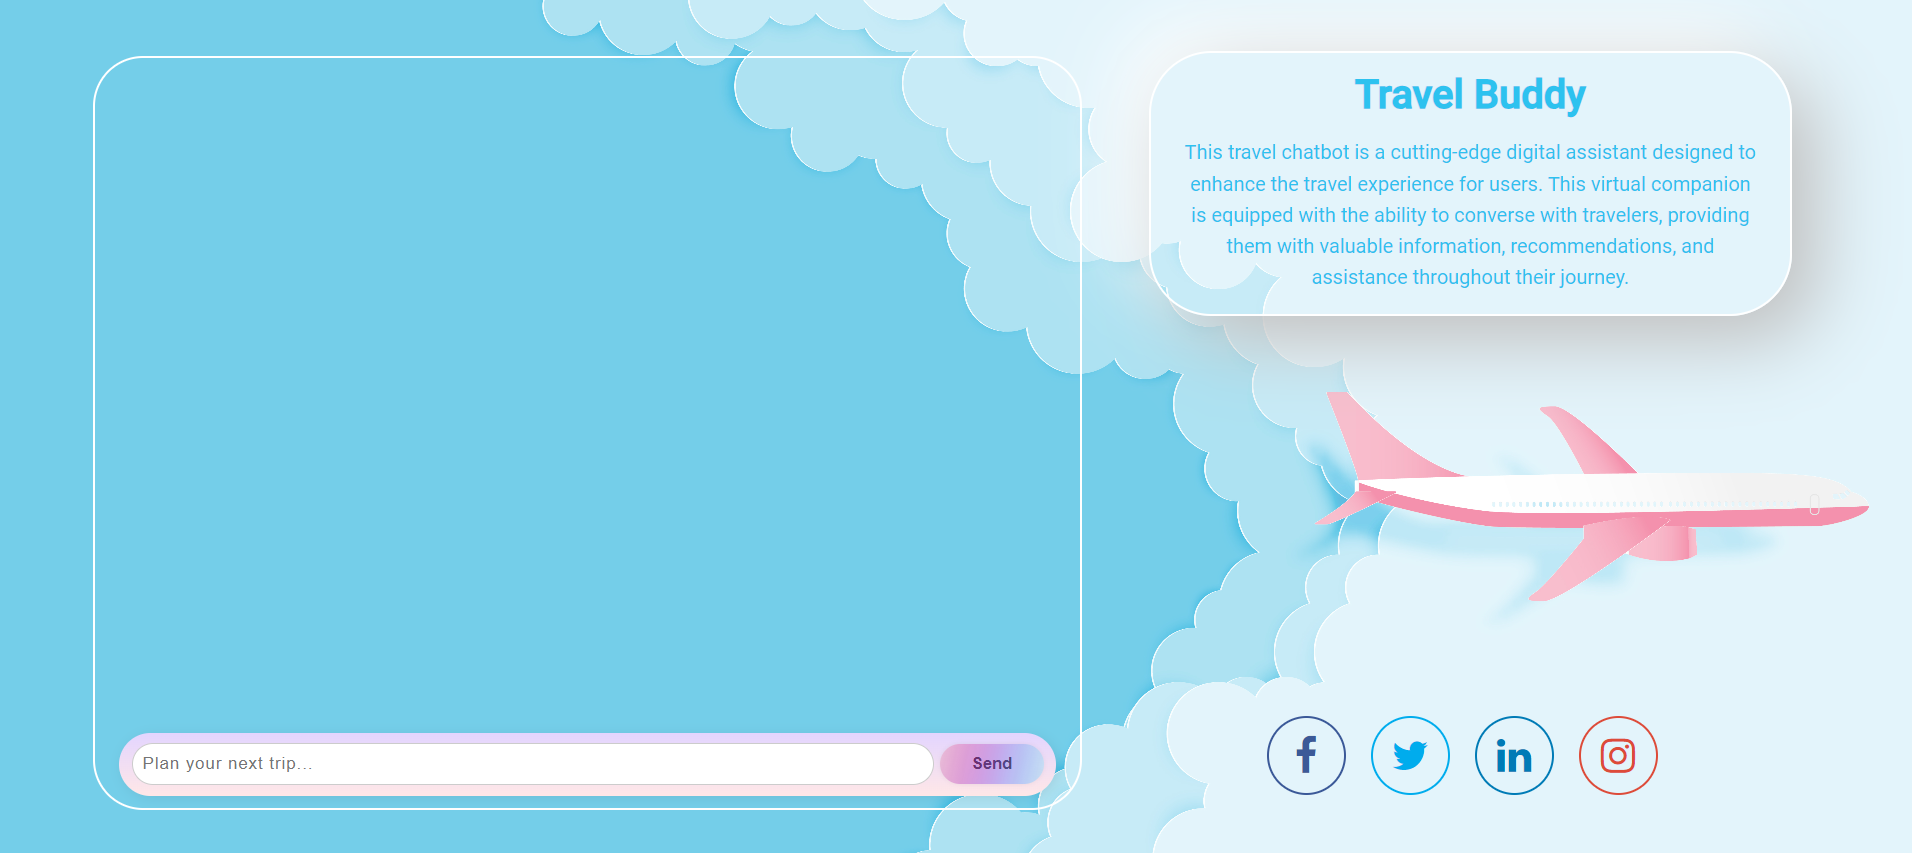 Travel Buddy
This travel chatbot is a cutting-edge digital assistant designed to
enhance the travel experience for users. This virtual companion
is equipped with the ability to converse with travelers, providing
them with valuable information, recommendations, and
assistance throughout their journey.
Plan your next trip...
Send